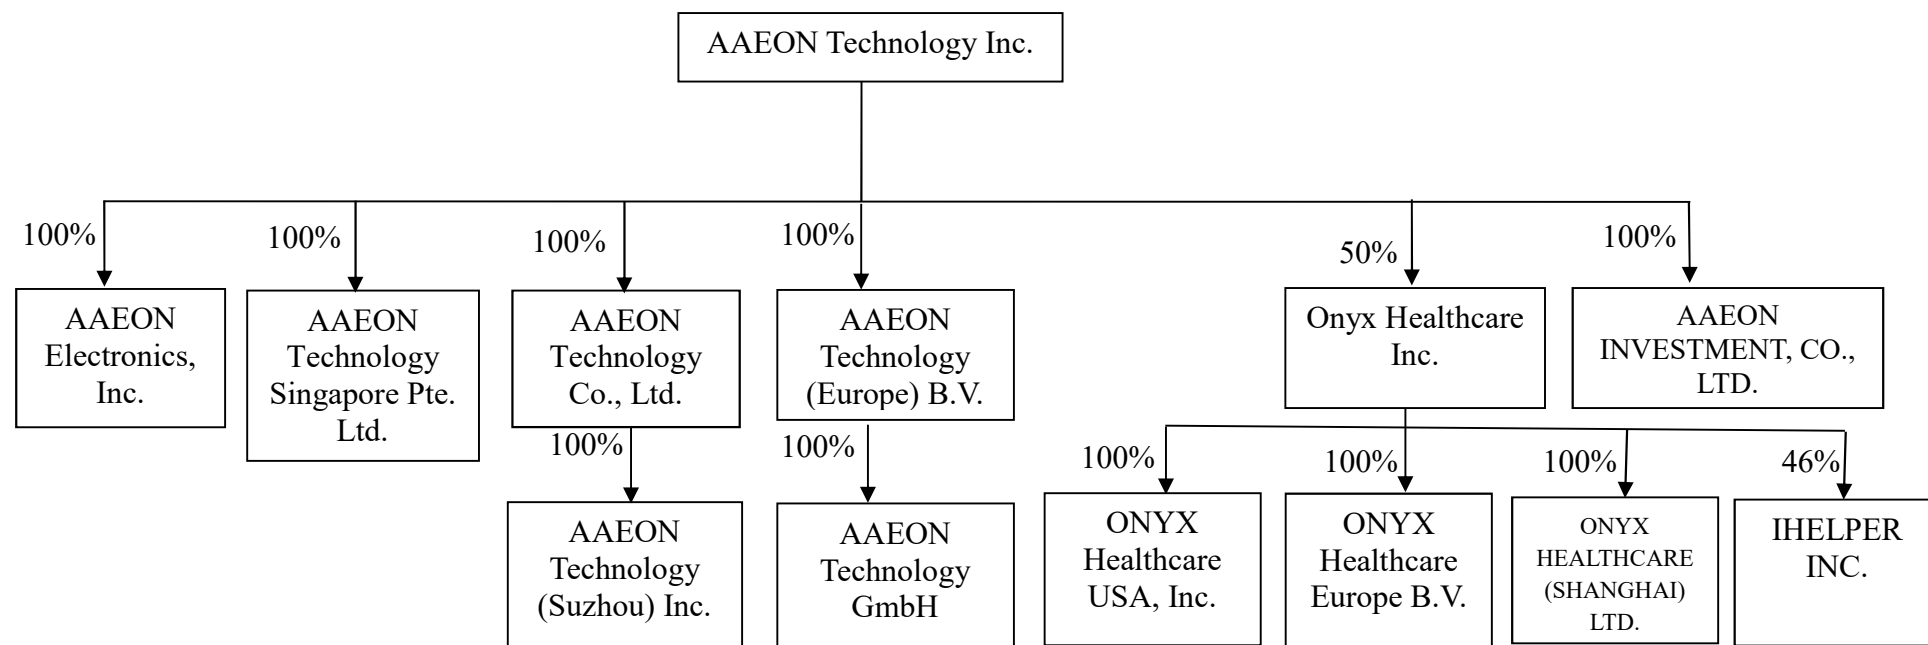 AAEON Technology Inc.
100%
100%
100%
100%
50%
100%
AAEON
Electronics,
Inc.
AAEON
Technology
Singapore Pte.
Ltd.
AAEON
Technology
Co., Ltd.
AAEON
Technology
(Europe) B.V.
Onyx Healthcare
Inc.
AAEON
INVESTMENT, CO.,
LTD.
100%
100%
100%
100%
100%
46%
AAEON
Technology
(Suzhou) Inc.
AAEON
Technology
GmbH
ONYX
Healthcare
USA, Inc.
ONYX
Healthcare
Europe B.V.
ONYX
HEALTHCARE
(SHANGHAI)
LTD.
IHELPER
INC.